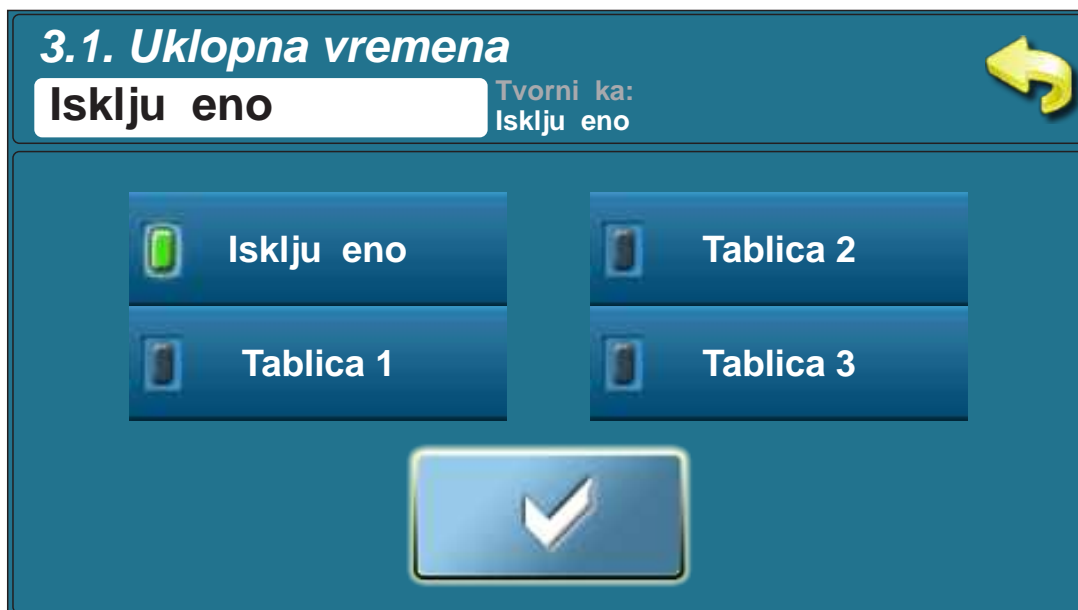 3.1. Uklopna vremena
Isklju eno
Tvorni ka:
Isklju eno
Isklju eno
Tablica 2
Tablica 1
Tablica 3